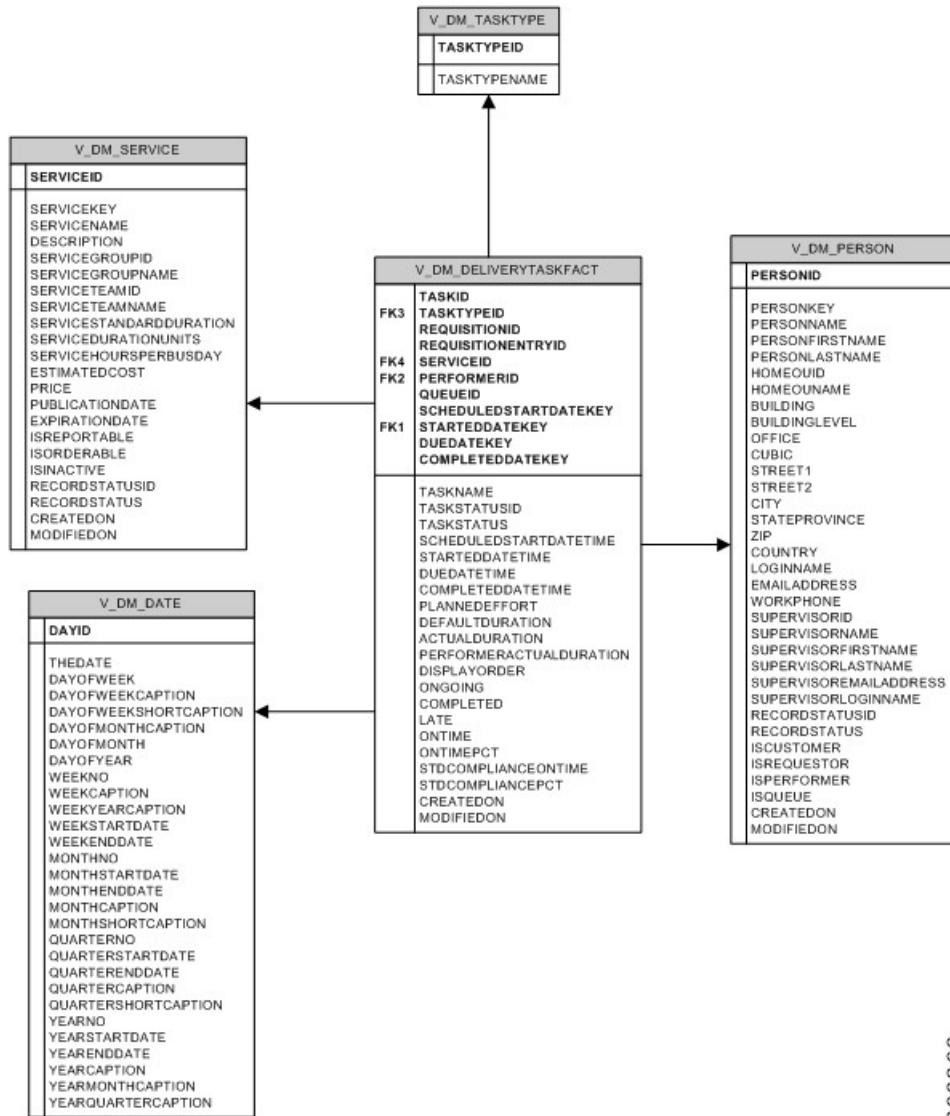 V_DM_TASKTYPE
TASKTYPEID
TASKTYPENAME
V_DM_SERVICE
SERVICEID
SERVICEKEY
SERVICENAME
DESCRIPTION
SERVICEGROUPID
SERVICEGROUPNAME
SERVICETEAMID
SERVICETEAMNAME
SERVICESTANDARDDURATION
SERVICEDURATIONUNITS
SERVICEHOURSPERBUSDAY
ESTIMATEDCOST
PRICE
PUBLICATIONDATE
EXPIRATIONDATE
ISREPORTABLE
ISORDERABLE
ISINACTIVE
RECORDSTATUSID
RECORDSTATUS
CREATEDON
MODIFIEDON
V_DM_DELIVERYTASKFACT
TASKID
FK3 TASKTYPEID
REQUISITIONID
REQUISITIONENTRYID
FK4 SERVICEID
FK2 PERFORMERID
QUEUEID
SCHEDULEDSTARTDATEKEY
FK1 STARTEDDATEKEY
DUEDATEKEY
COMPLETEDDATEKEY
TASKNAME
TASKSTATUSID
TASKSTATUS
SCHEDULEDSTARTDATETIME
STARTEDDATETIME
DUEDATETIME
COMPLETEDDATETIME
PLANNEDEFFORT
DEFAULTDURATION
ACTUALDURATION
PERFORMERACTUALDURATION
DISPLAYORDER
ONGOING
COMPLETED
LATE
ONTIME
ONTIMEPCT
STDCOMPLIANCEONTIME
STDCOMPLIANCEPCT
CREATEDON
MODIFIEDON
V_DM_PERSON
PERSONID
PERSONKEY
PERSONNAME
PERSONFIRSTNAME
PERSONLASTNAME
HOMEOUID
HOMEOUNAME
BUILDING
BUILDINGLEVEL
OFFICE
CUBIC
STREET1
STREET2
CITY
STATEPROVINCE
ZIP
COUNTRY
LOGINNAME
EMAILADDRESS
WORKPHONE
SUPERVISORID
SUPERVISORNAME
SUPERVISORFIRSTNAME
SUPERVISORLASTNAME
SUPERVISOREMAILADDRESS
SUPERVISORLOGINNAME
RECORDSTATUSID
RECORDSTATUS
ISCUSTOMER
ISREQUESTOR
ISPERFORMER
ISQUEUE
CREATEDON
MODIFIEDON
V_DM_DATE
DAYID
THEDATE
DAYOFWEEK
DAYOFWEEKCAPTION
DAYOFWEEKSHORTCAPTION
DAYOFMONTHCAPTION
DAYOFMONTH
DAYOFYEAR
WEEKNO
WEEKCAPTION
WEEKYEARCAPTION
WEEKSTARTDATE
WEEKENDDATE
MONTHNO
MONTHSTARTDATE
MONTHENDDATE
MONTHCAPTION
MONTHSHORTCAPTION
QUARTERNO
QUARTERSTARTDATE
QUARTERENDDATE
QUARTERCAPTION
QUARTERSHORTCAPTION
YEARNO
YEARSTARTDATE
YEARENDDATE
YEARCAPTION
YEARMONTHCAPTION
YEARQUARTERCAPTION